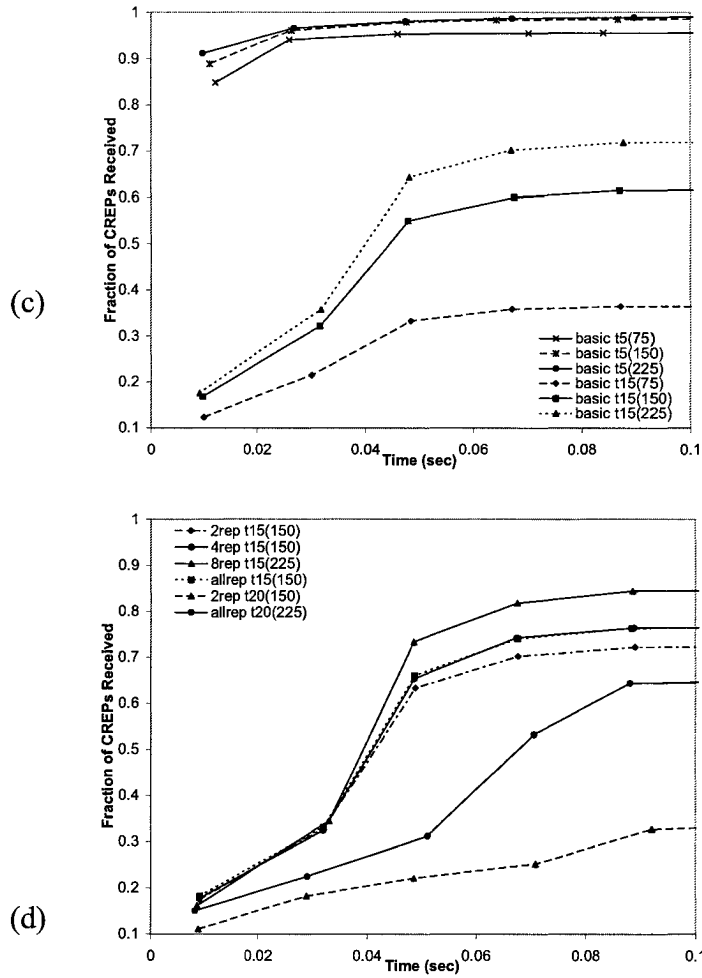 (c)
Fraction of CREPs Received
1
0.9
0.8
0.7
0.6
0.5
0.4
0.3
0.2
0.1
basic t5(75)
basic t5(150)
basic t5(225)
basic t15(75)
basic t15(150)
basic t15(225)
0 0.02 0.04 0.06 0.08 0.1
Time (sec)
(d)
Fraction of CREPs Received
1
0.9
0.8
0.7
0.6
0.5
0.4
0.3
0.2
0.1
2rep t15(150)
4rep t15(150)
8rep t15(225)
allrep t15(150)
2rep t20(150)
allrep t20(225)
0 0.02 0.04 0.06 0.08 0.1
Time (sec)